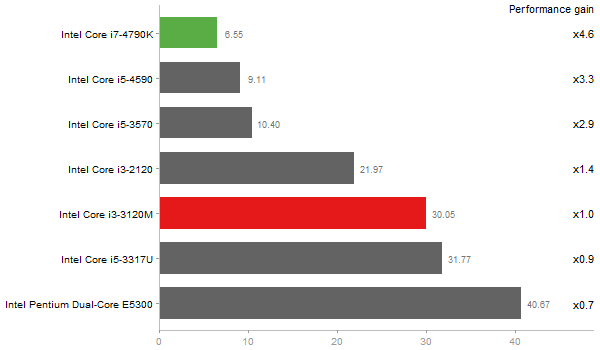 Performance gain
Intel Core i7-4790K 6.55 x4.6
Intel Core i5-4590 9.11 x3.3
Intel Core i5-3570 10.40 x2.9
Intel Core i3-2120 21.97 x1.4
Intel Core i3-3120M 30.05 x1.0
Intel Core i5-3317U 31.77 x0.9
Intel Pentium Dual-Core E5300 40.67 x0.7
0 10 20 30 40